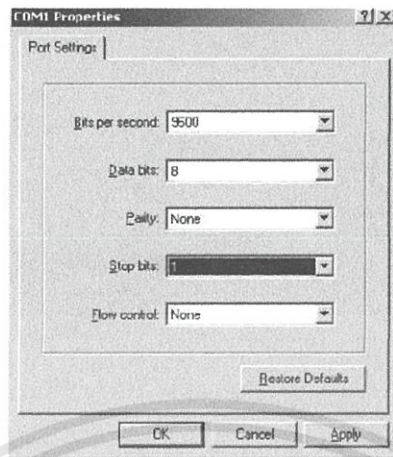 COM1 Properties
Port Settings
Bits per second: 9600
Data bits: 8
Parity: None
Stop bits: 1
Flow control: None
Restore Defaults
OK Cancel Apply